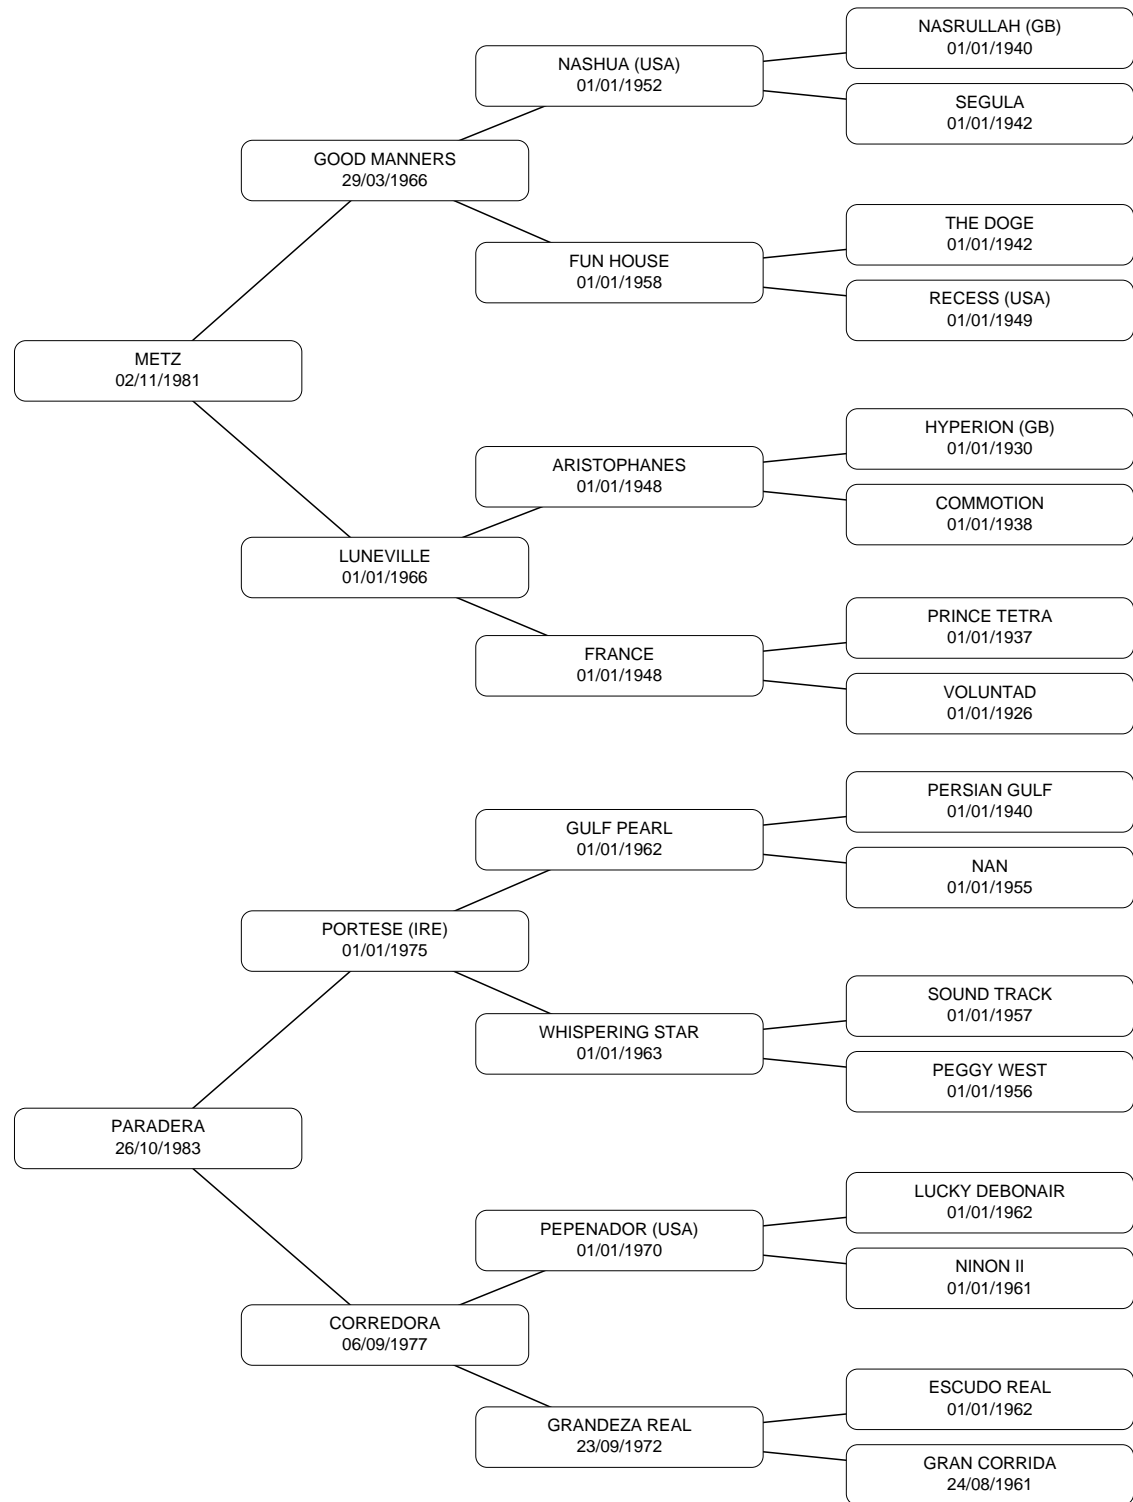 NASRULLAH (GB)
01/01/1940
NASHUA (USA)
01/01/1952
SEGULA
01/01/1942
GOOD MANNERS
29/03/1966
THE DOGE
01/01/1942
FUN HOUSE
01/01/1958
RECESS (USA)
01/01/1949
METZ
02/11/1981
HYPERION (GB)
01/01/1930
ARISTOPHANES
01/01/1948
COMMOTION
01/01/1938
LUNEVILLE
01/01/1966
PRINCE TETRA
01/01/1937
FRANCE
01/01/1948
VOLUNTAD
01/01/1926
PERSIAN GULF
01/01/1940
GULF PEARL
01/01/1962
NAN
01/01/1955
PORTESE (IRE)
01/01/1975
SOUND TRACK
01/01/1957
WHISPERING STAR
01/01/1963
PEGGY WEST
01/01/1956
PARADERA
26/10/1983
LUCKY DEBONAIR
01/01/1962
PEPENADOR (USA)
01/01/1970
NINON II
01/01/1961
CORREDORA
06/09/1977
ESCUDO REAL
01/01/1962
GRANDEZA REAL
23/09/1972
GRAN CORRIDA
24/08/1961